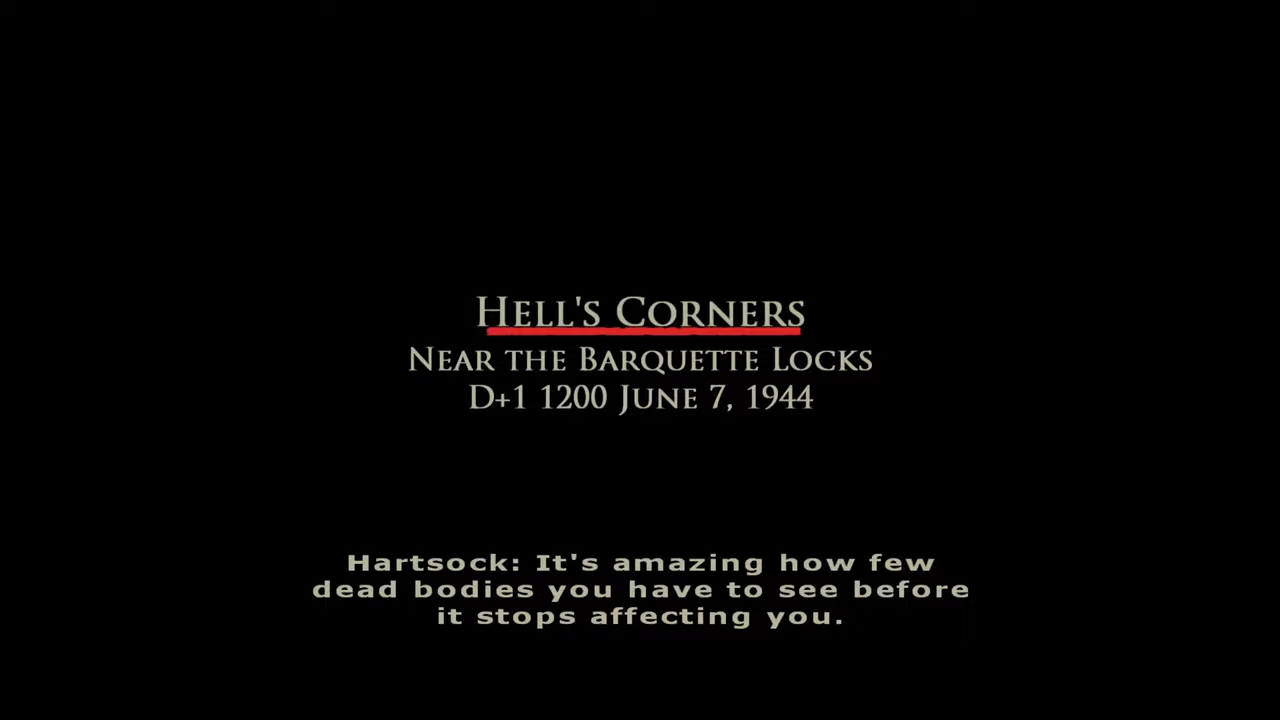 Hell's Corners
Near the Barquette Locks
D+1 1200 June 7, 1944
Hartsock: It's amazing how few
dead bodies you have to see before
it stops affecting you.